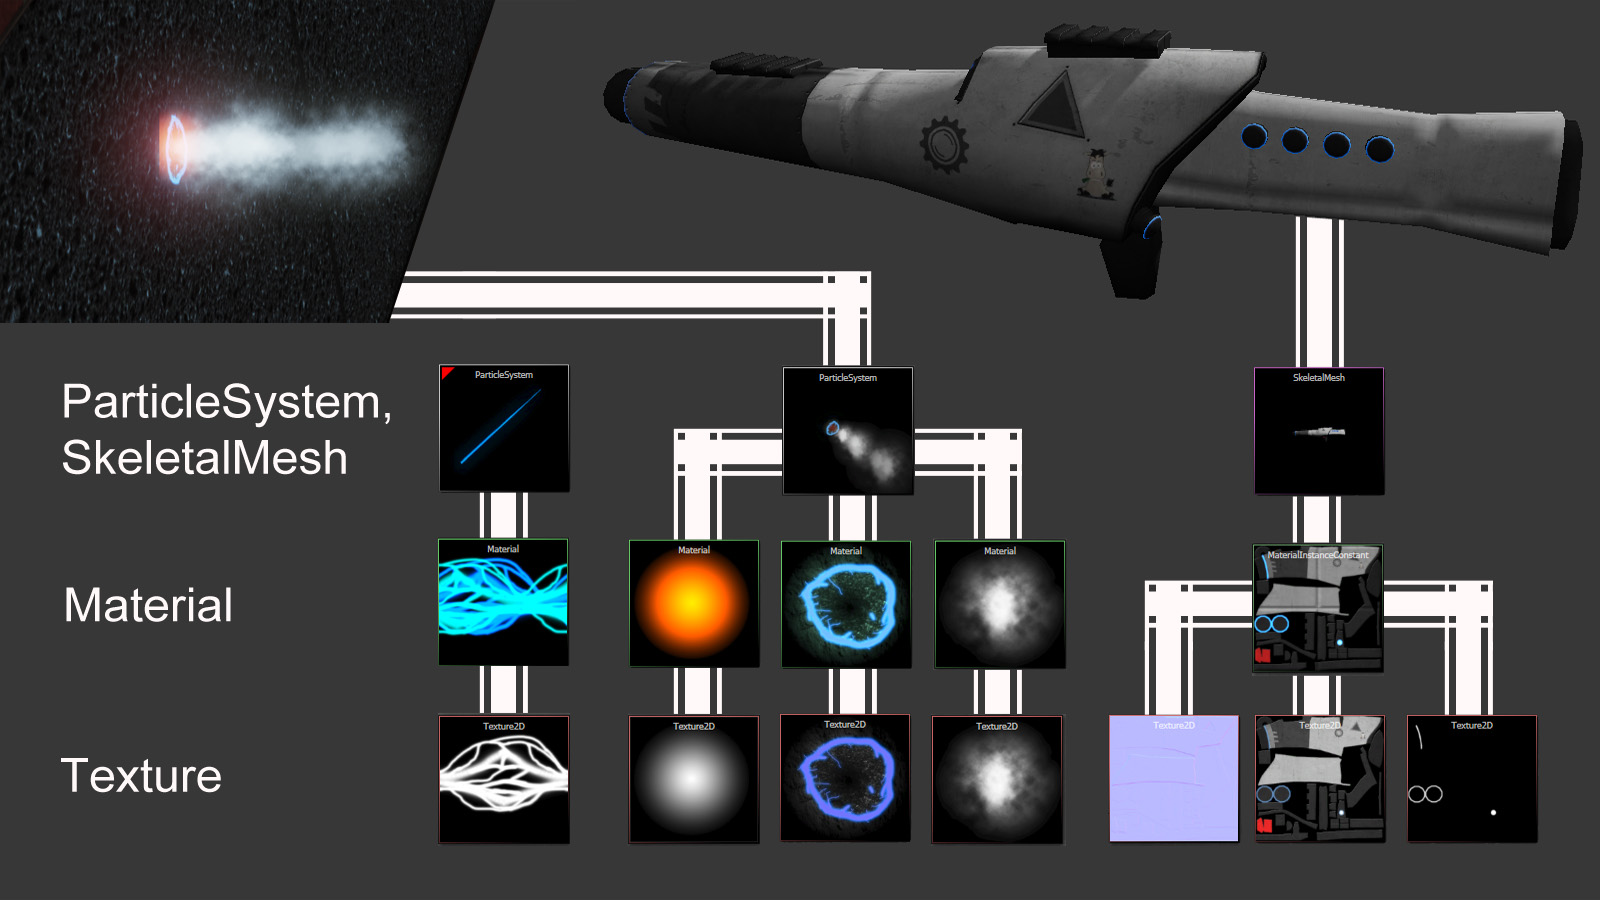 ParticleSystem,
SkeletalMesh
ParticleSystem
ParticleSystem
SkeletalMesh
Material
Material
Material
Material
Material
MaterialInstanceConstant
Texture
Texture2D
Texture2D
Texture2D
Texture2D
Texture2D
Texture2D
Texture2D